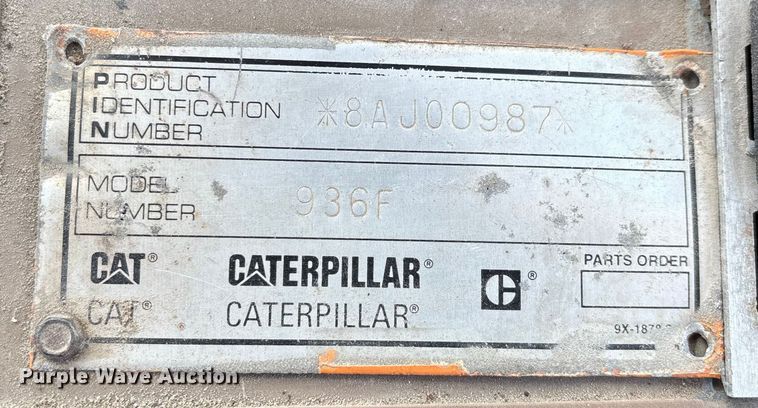 PRODUCT
IDENTIFICATION
NUMBER
*8AJ00987*
MODEL
NUMBER
936F
CAT®
CATERPILLAR®
®
PARTS ORDER
CAT®
CATERPILLAR®
Purple Wave Auction